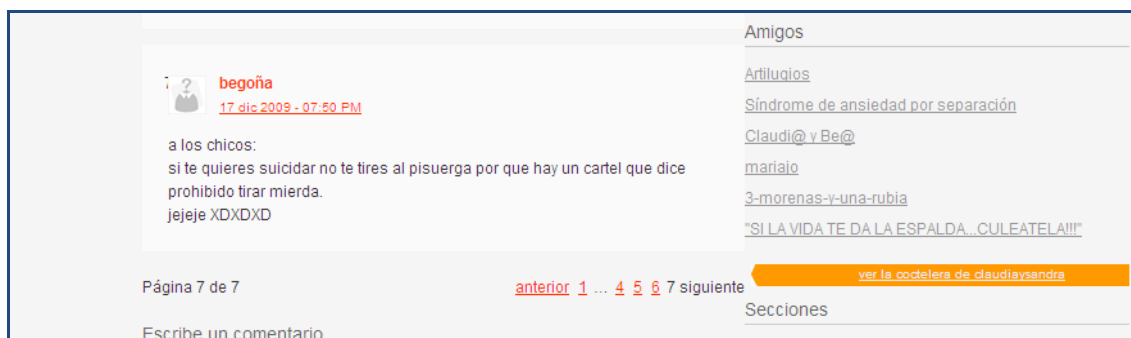 7
begoña
17 dic 2009 - 07:50 PM
a los chicos:
si te quieres suicidar no te tires al pisuerga por que hay un cartel que dice
prohibido tirar mierda.
jejeje XDXDXD
Página 7 de 7
anterior 1 ... 4 5 6 7 siguiente
Escribe un comentario
Amigos
Artilugios
Síndrome de ansiedad por separación
Claudi@ y Be@
mariajo
3-morenas-y-una-rubia
"SI LA VIDA TE DA LA ESPALDA...CULEATELA!!!"
ver la coctelera de claudiaysandra
Secciones